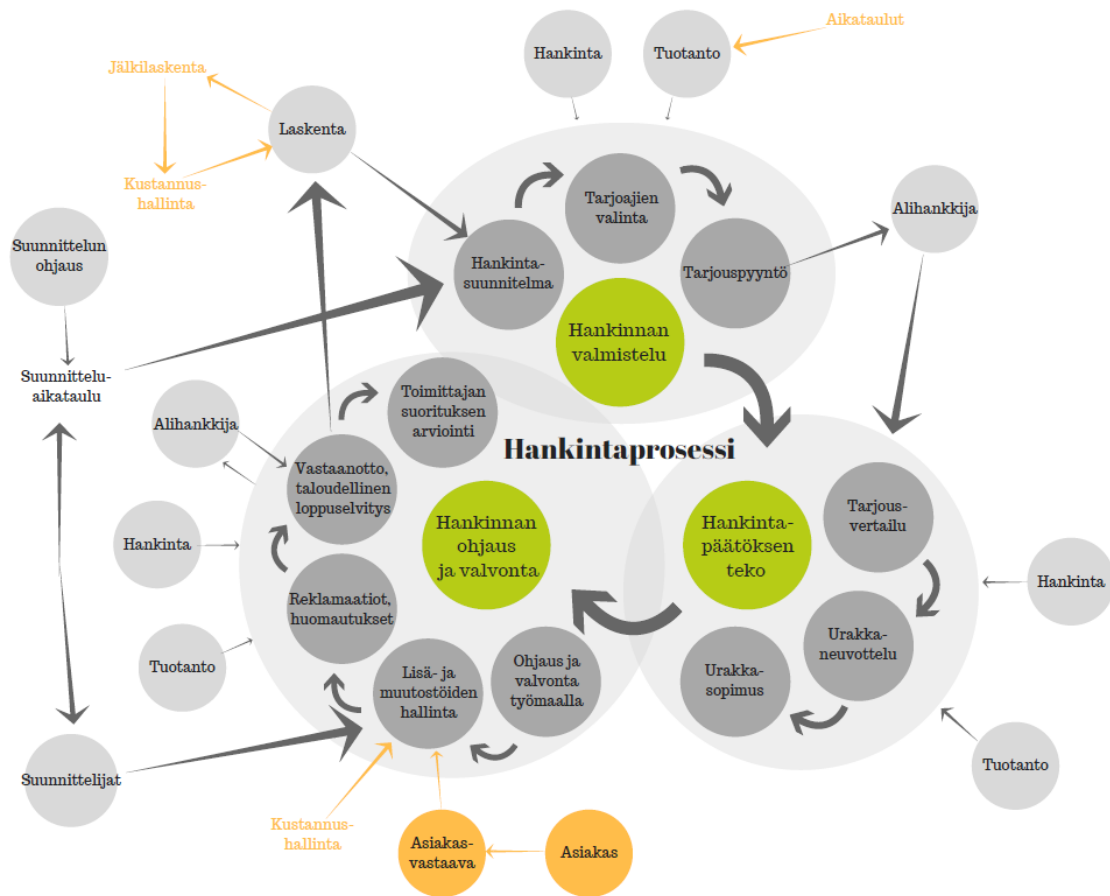 Aikataulut
Hankinta
Tuotanto
Jälkilaskenta
Laskenta
Kustannus-
hallinta
Tarjoajien
valinta
Alihankkija
Suunnittelun
ohjaus
Hankinta-
suunnitelma
Tarjouspyyntö
Hankinnan
valmistelu
Suunnittelu-
aikataulu
Toimittajan
suorituksen
arviointi
Alihankkija
Hankintaprosessi
Vastaanotto,
taloudellinen
loppuselvitys
Tarjous-
vertailu
Hankinnan
ohjaus
ja valvonta
Hankinta-
päätöksen
teko
Hankinta
Hankinta
Reklamaatiot,
huomautukset
Urakka-
neuvottelu
Tuotanto
Lisä- ja
muutostöiden
hallinta
Ohjaus ja
valvonta
työmaalla
Urakka-
sopimus
Suunnittelijat
Tuotanto
Kustannus-
hallinta
Asiakas-
vastaava
Asiakas